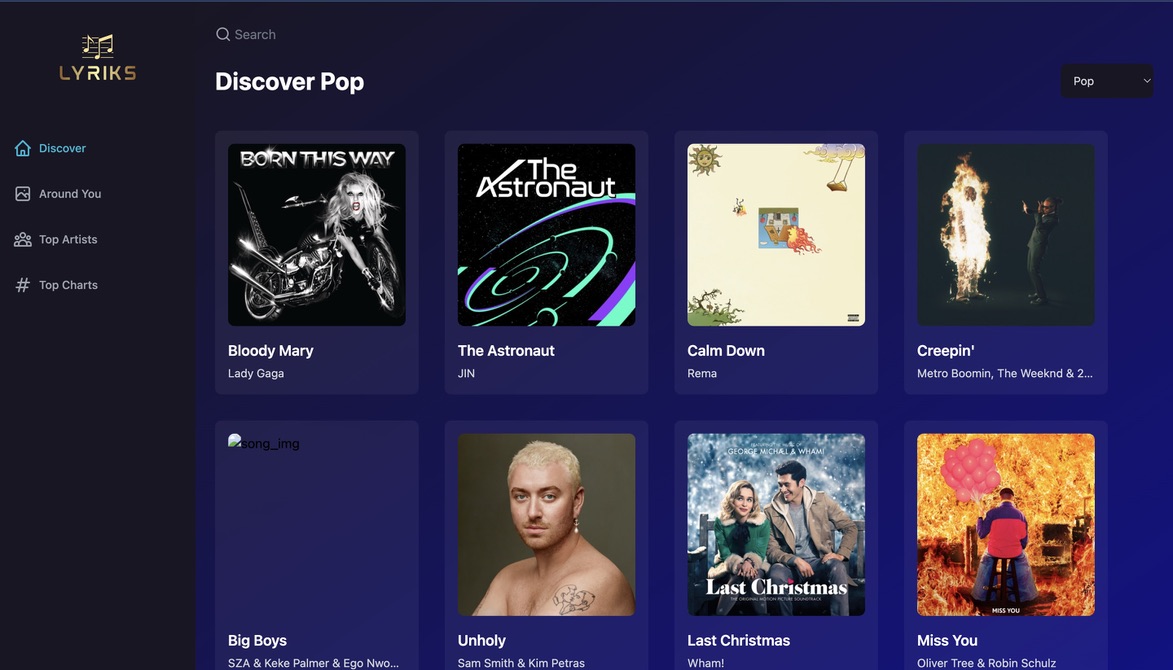 Search
LYRIKS
Discover Pop
Pop
Discover
Around You
Top Artists
Top Charts
BORN THIS WAY
The
Astronaut
Bloody Mary
Lady Gaga
The Astronaut
JIN
Calm Down
Rema
Creepin'
Metro Boomin, The Weeknd & 2...
song_img
GEORGE MICHAEL & WHAM!
Last Christmas
THE ORIGINAL MOTION PICTURE SOUNDTRACK
MISS YOU
Big Boys
SZA & Keke Palmer & Ego Nwo...
Unholy
Sam Smith & Kim Petras
Last Christmas
Wham!
Miss You
Oliver Tree & Robin Schulz